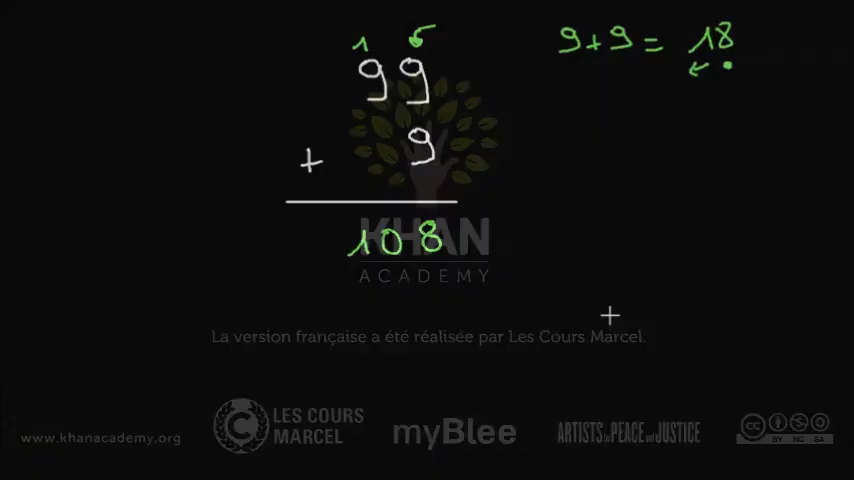 1
99
+ 9
108
9+9= 18
KHAN
ACADEMY
La version française a été réalisée par Les Cours Marcel.
www.khanacademy.org
LES COURS
MARCEL
myBlee
ARTISTS for PEACE and JUSTICE
CC
BY NC SA